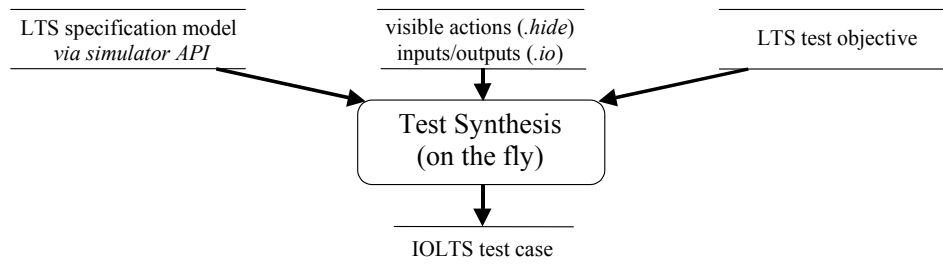 LTS specification model
via simulator API
visible actions (.hide)
inputs/outputs (.io)
LTS test objective
Test Synthesis
(on the fly)
IOLTS test case